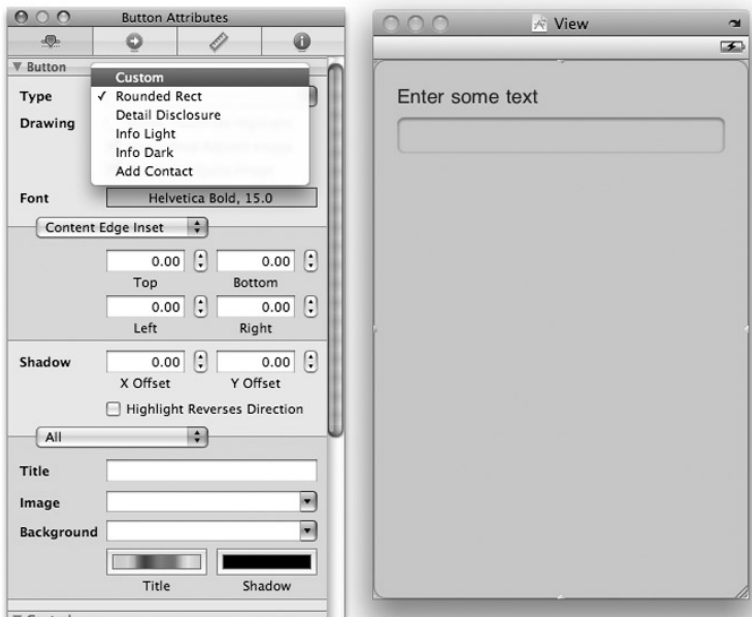 Button Attributes
Button
Custom
Type
✓ Rounded Rect
Detail Disclosure
Drawing
Info Light
Info Dark
Add Contact
Font
Helvetica Bold, 15.0
Content Edge Inset
0.00 0.00
Top Bottom
0.00 0.00
Left Right
Shadow 0.00 0.00
X Offset Y Offset
Highlight Reverses Direction
All
Title
Image
Background
Title Shadow
View
Enter some text